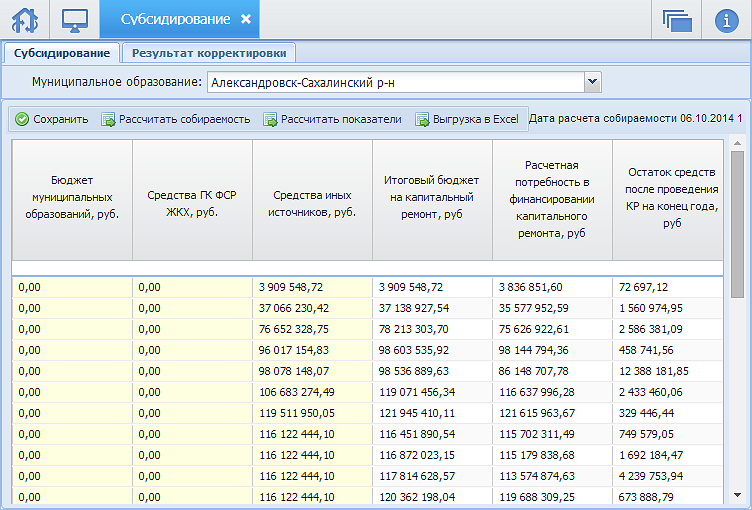 Субсидирование
Субсидирование Результат корректировки
Муниципальное образование: Александровск-Сахалинский р-н
Сохранить Рассчитать собираемость Рассчитать показатели Выгрузка в Excel Дата расчета собираемости 06.10.2014 1
Бюджет муниципальных образований, руб. Средства ГК ФСР ЖКХ, руб. Средства иных источников, руб. Итоговый бюджет на капитальный ремонт, руб Расчетная потребность в финансировании капитального ремонта, руб Остаток средств после проведения КР на конец года, руб
0,00 0,00 3 909 548,72 3 909 548,72 3 836 851,60 72 697,12
0,00 0,00 37 066 230,42 37 138 927,54 35 577 952,59 1 560 974,95
0,00 0,00 76 652 328,75 78 213 303,70 75 626 922,61 2 586 381,09
0,00 0,00 96 017 154,83 98 603 535,92 98 144 794,36 458 741,56
0,00 0,00 98 078 148,07 98 536 889,63 86 148 707,78 12 388 181,85
0,00 0,00 106 683 274,49 119 071 456,34 116 637 996,28 2 433 460,06
0,00 0,00 119 511 950,05 121 945 410,11 121 615 963,67 329 446,44
0,00 0,00 116 122 444,10 116 451 890,54 115 702 311,49 749 579,05
0,00 0,00 116 122 444,10 116 872 023,15 115 179 838,68 1 692 184,47
0,00 0,00 116 122 444,10 117 814 628,57 113 574 874,63 4 239 753,94
0,00 0,00 116 122 444,10 120 362 198,04 119 688 309,25 673 888,79